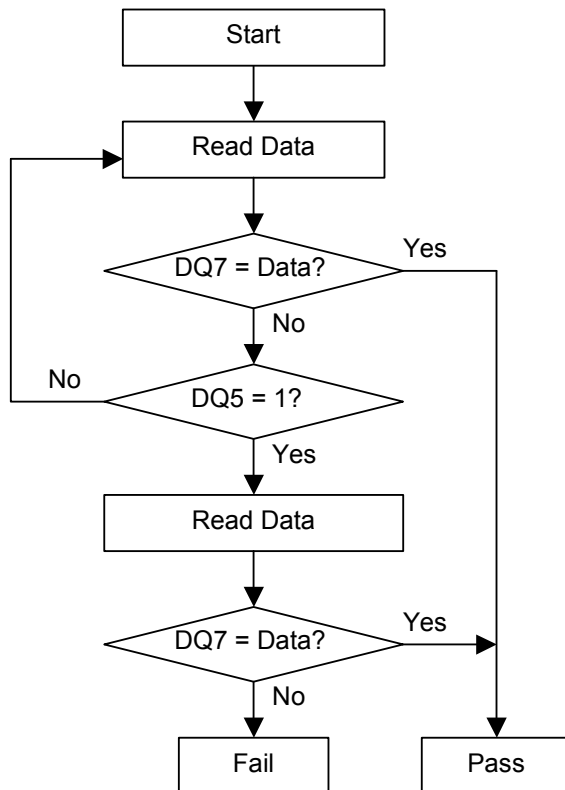 Start
Read Data
DQ7 = Data?
Yes
No
DQ5 = 1?
No
Yes
Read Data
DQ7 = Data?
Yes
No
Fail
Pass